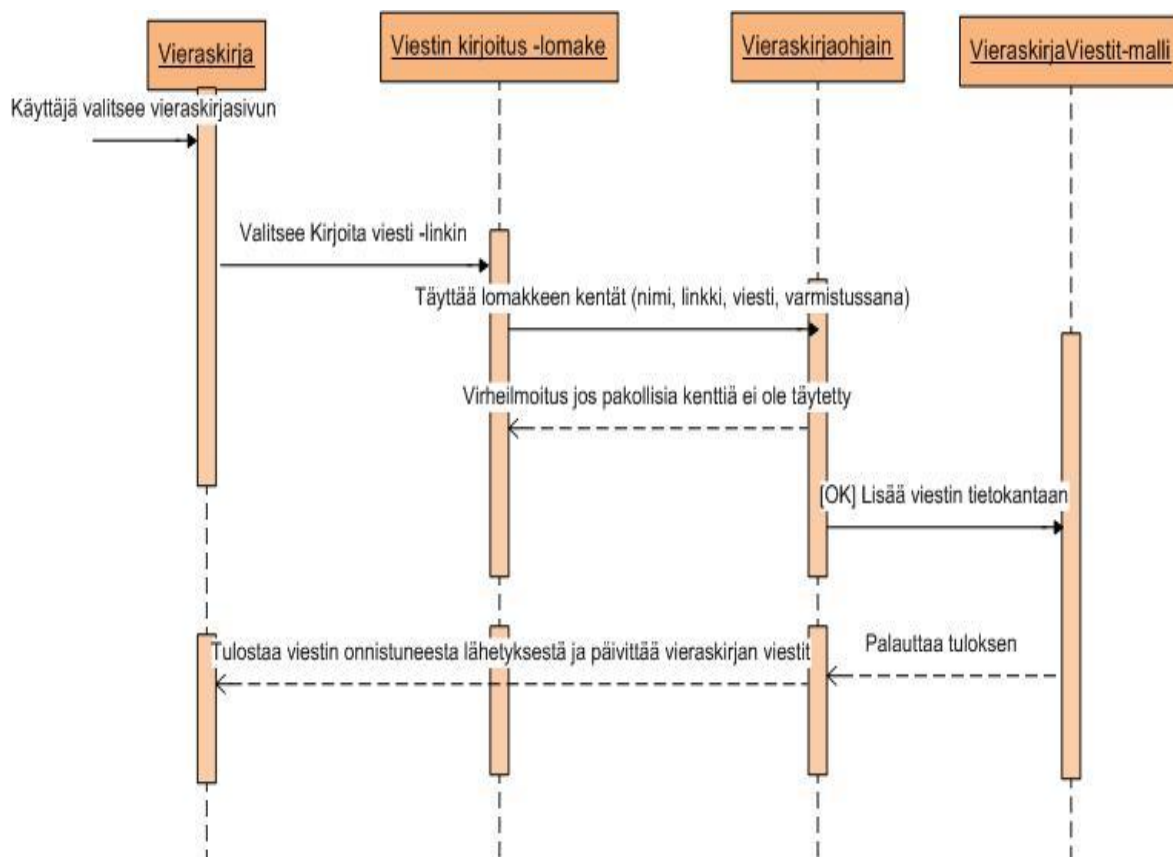 Vieraskirja
Viestin kirjoitus -lomake
Vieraskirjaohjain
VieraskirjaViestit-malli
Käyttäjä valitsee vieraskirjasivun
Valitsee Kirjoita viesti -linkin
Täyttää lomakkeen kentät (nimi, linkki, viesti, varmistussana)
Virheilmoitus jos pakollisia kenttiä ei ole täytetty
[OK] Lisää viestin tietokantaan
Palauttaa tuloksen
Tulostaa viestin onnistuneesta lähetyksestä ja päivittää vieraskirjan viestit